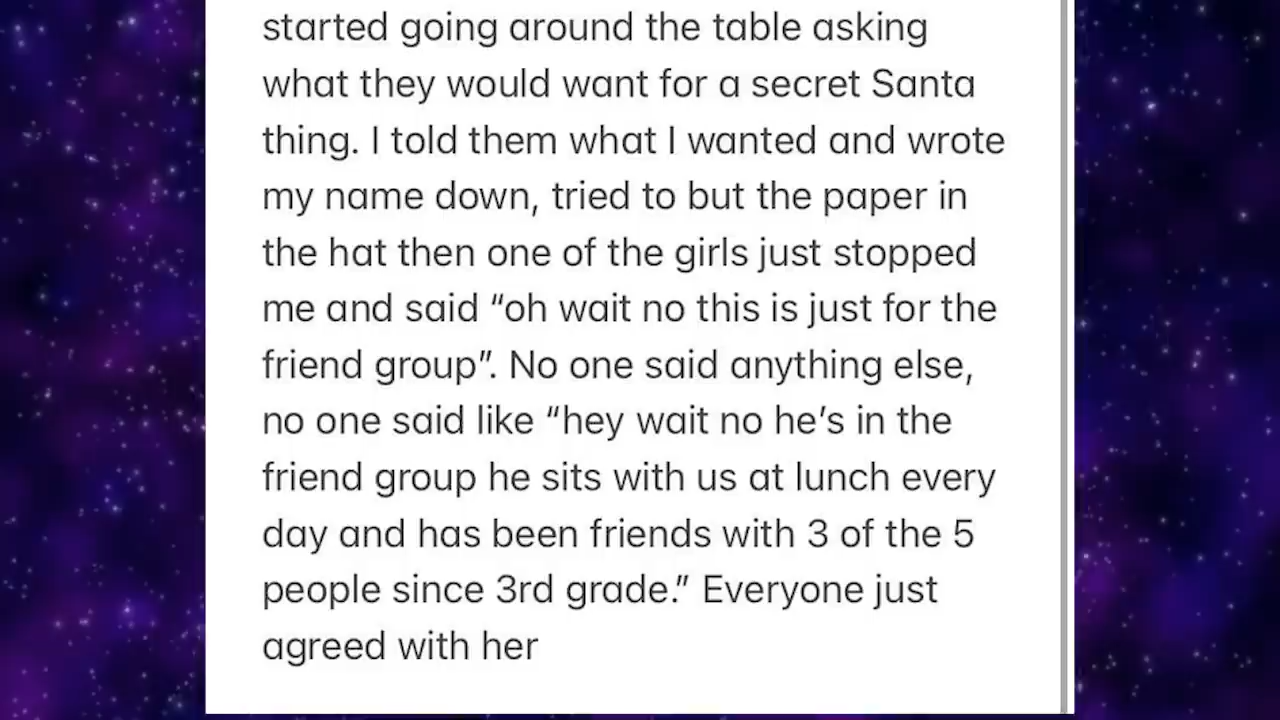 started going around the table asking
what they would want for a secret Santa
thing. I told them what I wanted and wrote
my name down, tried to but the paper in
the hat then one of the girls just stopped
me and said “oh wait no this is just for the
friend group”. No one said anything else,
no one said like “hey wait no he’s in the
friend group he sits with us at lunch every
day and has been friends with 3 of the 5
people since 3rd grade.” Everyone just
agreed with her